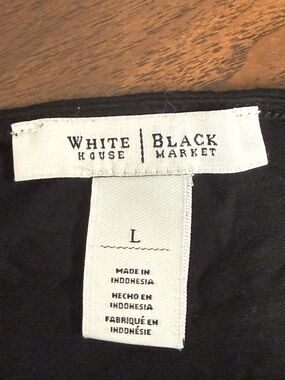 WHITE | BLACK
HOUSE | MARKET
L
MADE IN
INDONESIA
HECHO EN
INDONESIA
FABRIQUÉ EN
INDONÉSIE